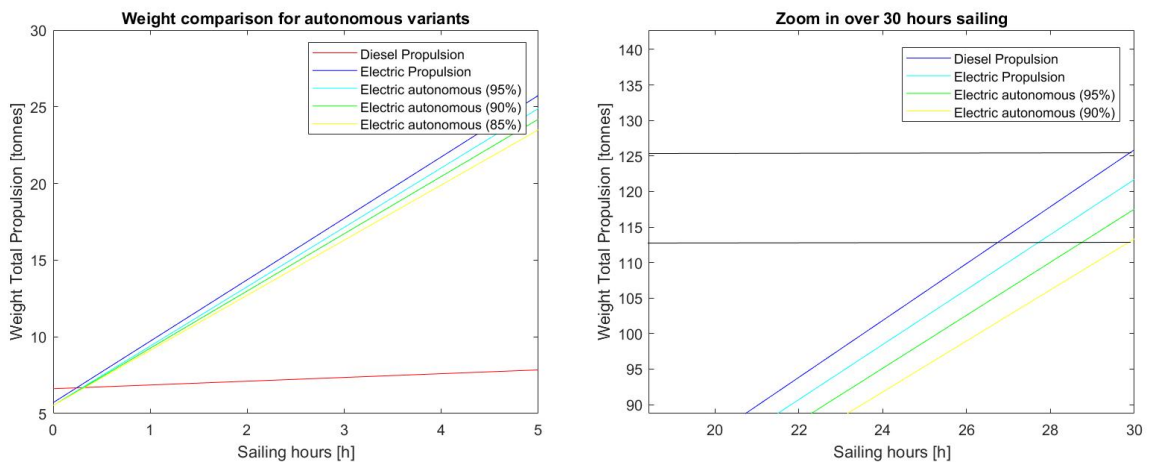 Weight comparison for autonomous variants
Weight Total Propulsion [tonnes]
30
25
20
15
10
5
0 1 2 3 4 5
Sailing hours [h]
Diesel Propulsion
Electric Propulsion
Electric autonomous (95%)
Electric autonomous (90%)
Electric autonomous (85%)
Zoom in over 30 hours sailing
Weight Total Propulsion [tonnes]
140
135
130
125
120
115
110
105
100
95
90
20 22 24 26 28 30
Sailing hours [h]
Diesel Propulsion
Electric Propulsion
Electric autonomous (95%)
Electric autonomous (90%)